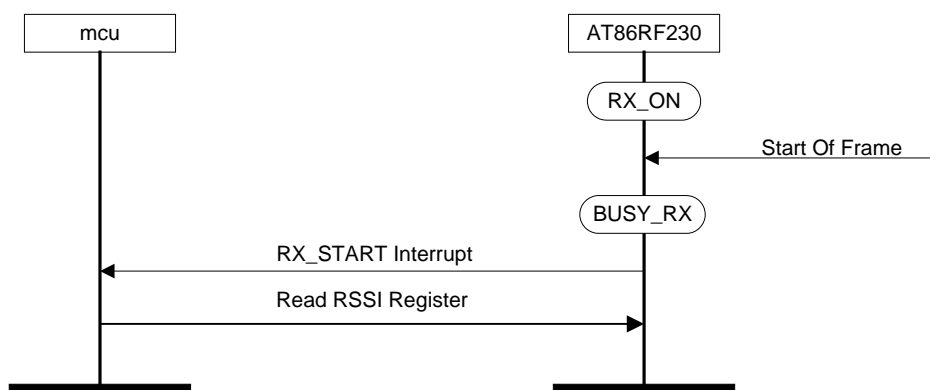 mcu
AT86RF230
RX_ON
Start Of Frame
BUSY_RX
RX_START Interrupt
Read RSSI Register